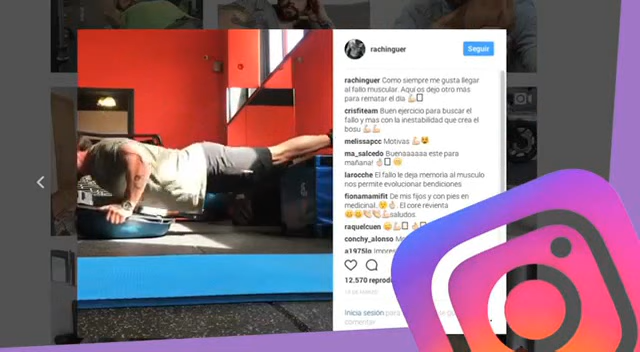 rachinguer
Seguir
rachinguer Como siempre me gusta llegar
al fallo muscular. Aqui os dejo otro más
para rematar el día 💪🏻
crisfiteam Buen ejercicio para buscar el
fallo y mas con la inestabilidad que crea el
bosu 💪🏻💪🏻
melissapcc Motivas 💪🏻😍
ma_salcedo Buenaaaaaa este para
mañana!
larocche El fallo le deja memoria al musculo
nos permite evolucionar bendiciones
fionamamifit De mis fijos y con pies en
medicinal. El core revienta
saludos.
raquelcuen
conchy_alonso
a1975lo
12.570
Inicia sesión para
comentar